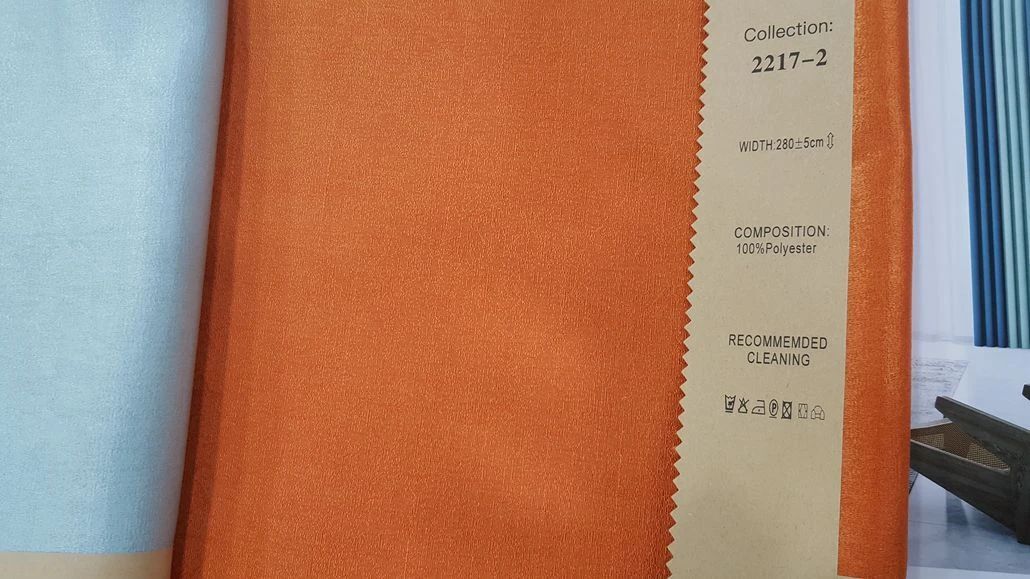 Collection:
2217-2
WIDTH:280±5cm⇕
COMPOSITION:
100%Polyester
RECOMMEMDED
CLEANING